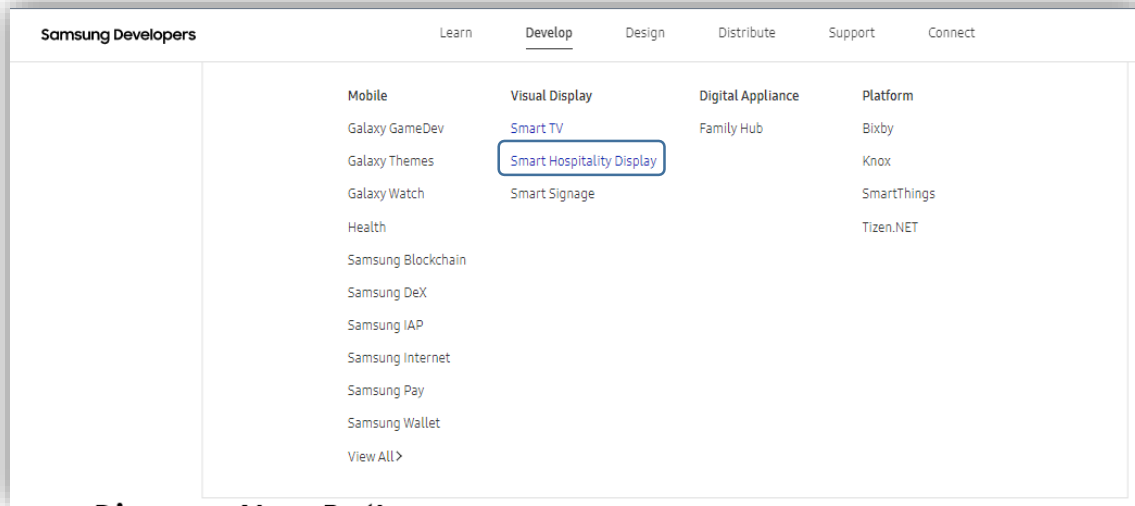 Samsung Developers
Learn Develop Design Distribute Support Connect
Mobile
Galaxy GameDev
Galaxy Themes
Galaxy Watch
Health
Samsung Blockchain
Samsung DeX
Samsung IAP
Samsung Internet
Samsung Pay
Samsung Wallet
View All>
Visual Display
Smart TV
Smart Hospitality Display
Smart Signage
Digital Appliance
Family Hub
Platform
Bixby
Knox
SmartThings
Tizen.NET